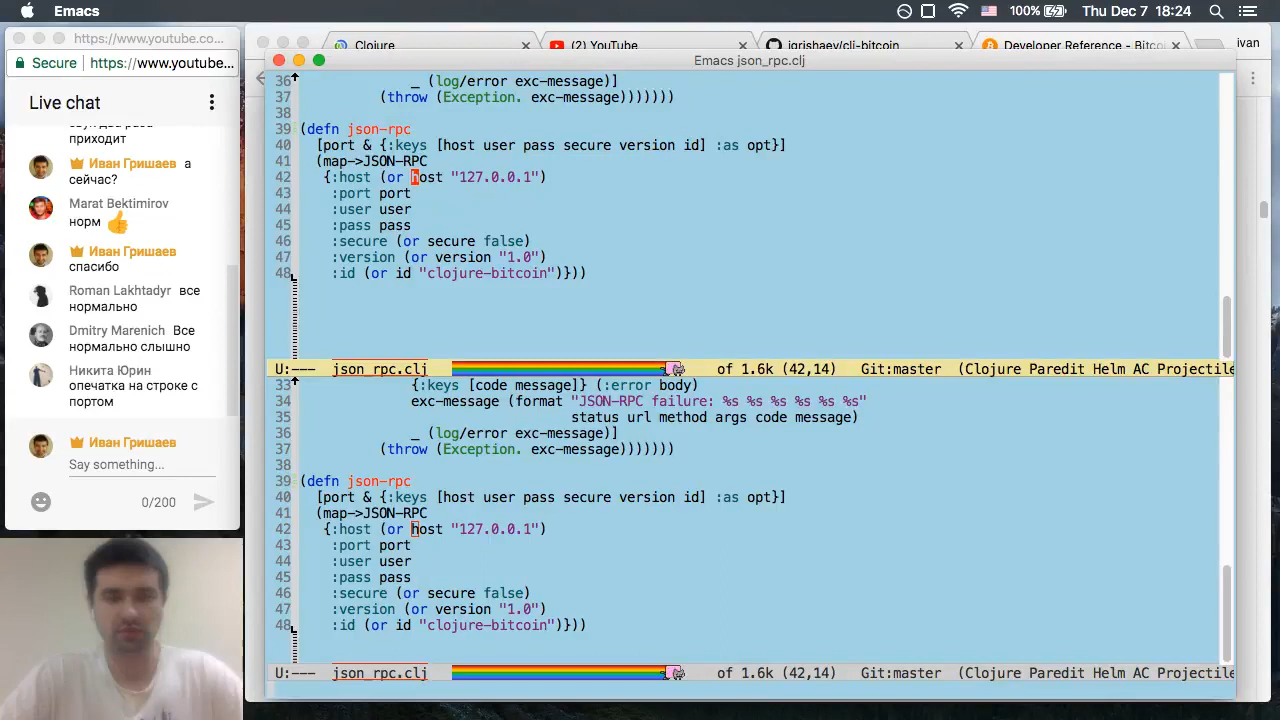 Emacs
100%
Thu Dec 7 18:24
https://www.youtube.co...
Secure
https://www.youtube...
Live chat
приходит
Иван Гришаев а
сейчас?
Marat Bektimirov
норм
Иван Гришаев
спасибо
Roman Lakhtadyr все
нормально
Dmitry Marenich Все
нормально слышно
Никита Юрин
опечатка на строке с
портом
Иван Гришаев
Say something...
0/200
Clojure
(2) YouTube
igrishaev/cli-bitcoin
Developer Reference - Bitco
ivan
Emacs json_rpc.clj
36 _ (log/error exc-message)]
37 (throw (Exception. exc-message)))))))
38
39 (defn json-rpc
40 [port & {:keys [host user pass secure version id] :as opt}]
41 (map->JSON-RPC
42 {:host (or host "127.0.0.1")
43 :port port
44 :user user
45 :pass pass
46 :secure (or secure false)
47 :version (or version "1.0")
48 :id (or id "clojure-bitcoin")}))
U:--- json_rpc.clj of 1.6k (42,14) Git:master (Clojure Paredit Helm AC Projectile
33 {:keys [code message]} (:error body)
34 exc-message (format "JSON-RPC failure: %s %s %s %s %s %s"
35 status url method args code message)
36 _ (log/error exc-message)]
37 (throw (Exception. exc-message)))))))
38
39 (defn json-rpc
40 [port & {:keys [host user pass secure version id] :as opt}]
41 (map->JSON-RPC
42 {:host (or host "127.0.0.1")
43 :port port
44 :user user
45 :pass pass
46 :secure (or secure false)
47 :version (or version "1.0")
48 :id (or id "clojure-bitcoin")}))
U:--- json_rpc.clj of 1.6k (42,14) Git:master (Clojure Paredit Helm AC Projectile